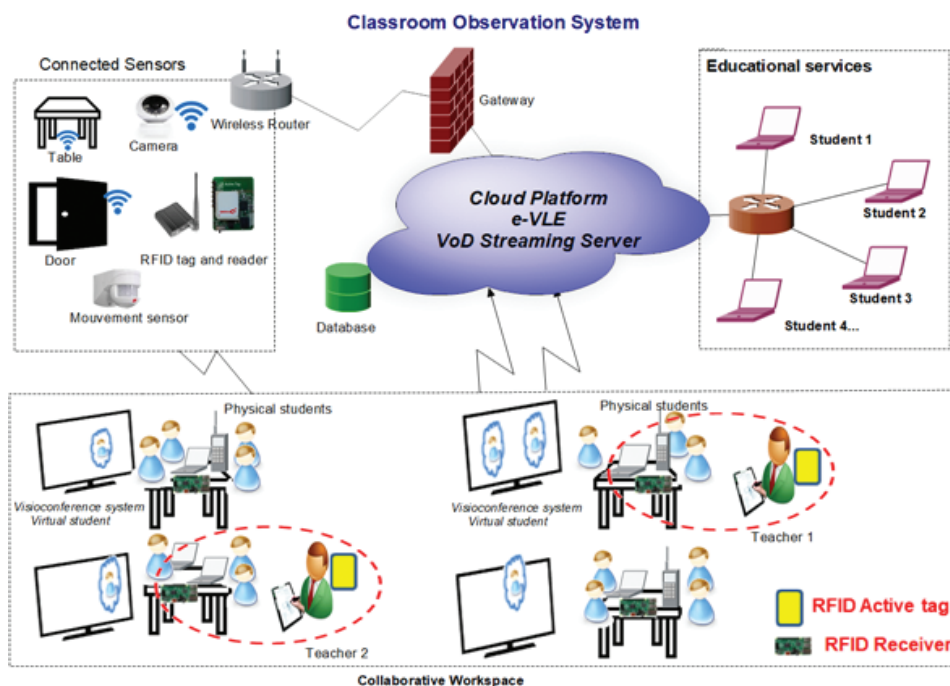 Classroom Observation System
Connected Sensors
Table
Camera
Wireless Router
Door
RFID tag and reader
Mouvement sensor
Gateway
Cloud Platform
e-VLE
VoD Streaming Server
Database
Educational services
Student 1
Student 2
Student 3
Student 4...
Physical students
Visioconference system
Virtual student
Physical students
Visioconference system
Virtual student
Teacher 1
Teacher 2
RFID Active tag
RFID Receiver
Collaborative Workspace